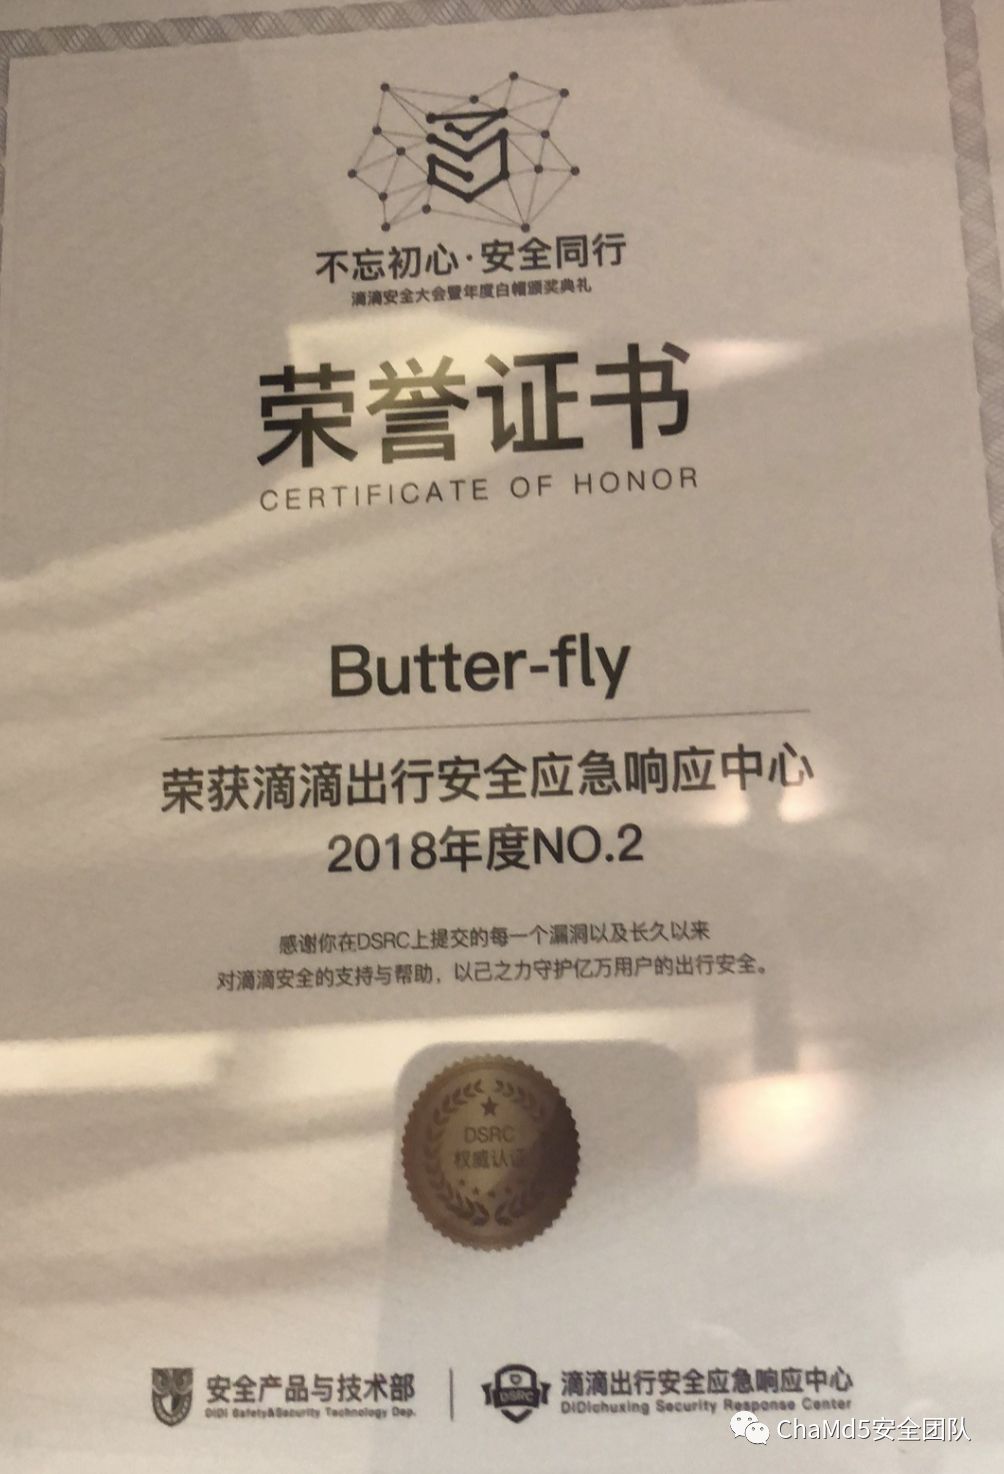 不忘初心·安全同行
滴滴安全大会暨年度白帽颁奖典礼
荣誉证书
CERTIFICATE OF HONOR
Butter-fly
荣获滴滴出行安全应急响应中心
2018年度NO.2
感谢你在DSRC上提交的每一个漏洞以及长久以来
对滴滴安全的支持与帮助，以己之力守护亿万用户的出行安全。
DSRC
权威认证
安全产品与技术部
DiDi Safety&Security Technology Dep.
DSRC
滴滴出行安全应急响应中心
DiDichuxing Security Response Center
ChaMd5安全团队